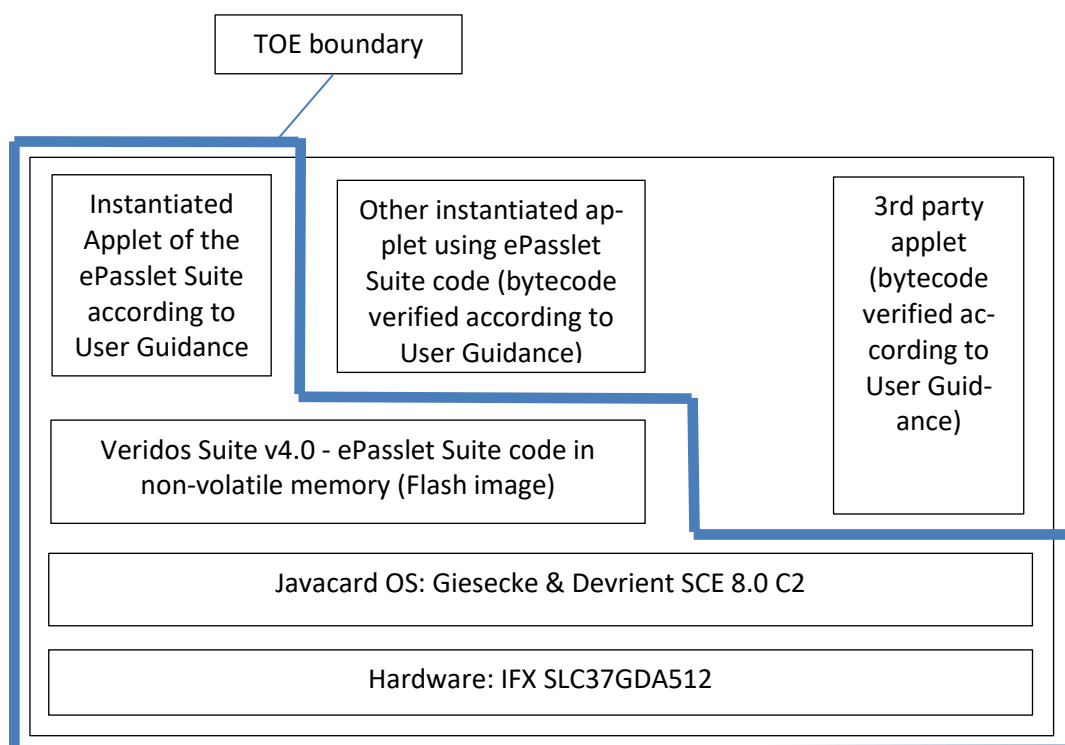 TOE boundary
Instantiated
Applet of the
ePasslet Suite
according to
User Guidance
Other instantiated ap-
plet using ePasslet
Suite code (bytecode
verified according to
User Guidance)
3rd party
applet
(bytecode
verified ac-
cording to
User Guid-
ance)
Veridos Suite v4.0 - ePasslet Suite code in
non-volatile memory (Flash image)
Javacard OS: Giesecke & Devrient SCE 8.0 C2
Hardware: IFX SLC37GDA512